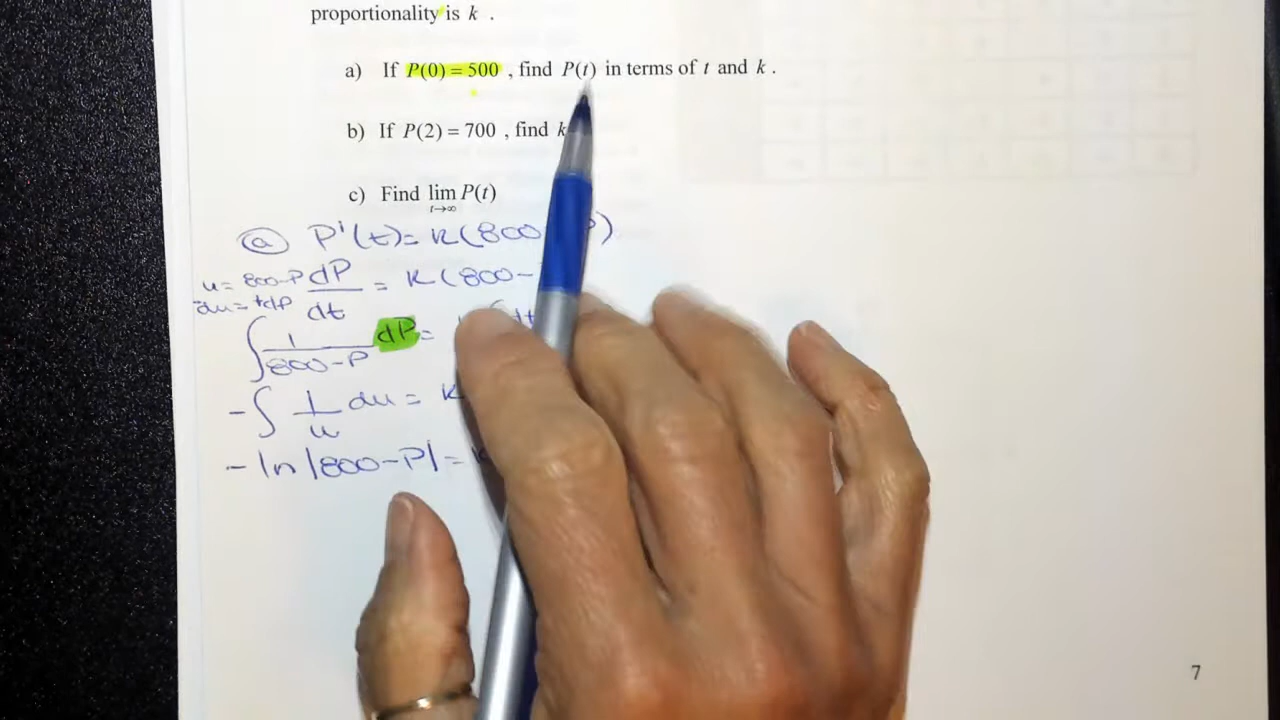 proportionality is k .
a) If P(0) = 500 , find P(t) in terms of t and k .
b) If P(2) = 700 , find k
c) Find lim P(t)
t→∞
ⓐ P'(t) = k(800 )
u = 800-P dP/dt = k(800-
-du = +dP
∫ 1/(800-P) dP = dt
-∫ 1/u du = k
-ln|800-P| = k
7